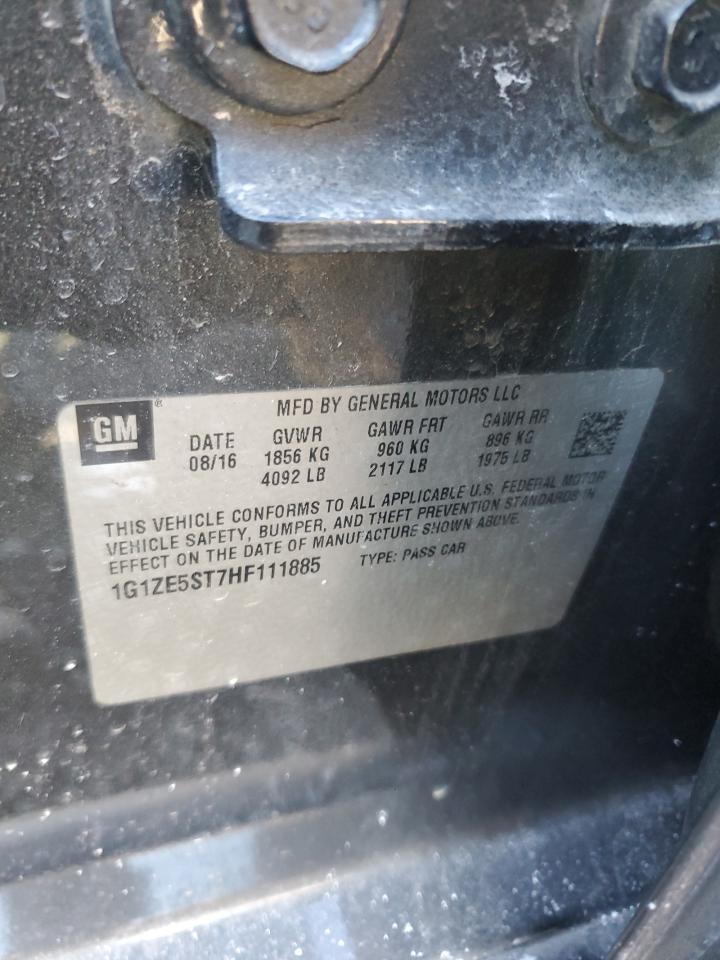 GM ®
MFD BY GENERAL MOTORS LLC
DATE GVWR GAWR FRT GAWR RR
08/16 1856 KG 960 KG 896 KG
4092 LB 2117 LB 1975 LB
THIS VEHICLE CONFORMS TO ALL APPLICABLE U.S. FEDERAL MOTOR
VEHICLE SAFETY, BUMPER, AND THEFT PREVENTION STANDARDS IN
EFFECT ON THE DATE OF MANUFACTURE SHOWN ABOVE.
1G1ZE5ST7HF111885 TYPE: PASS CAR